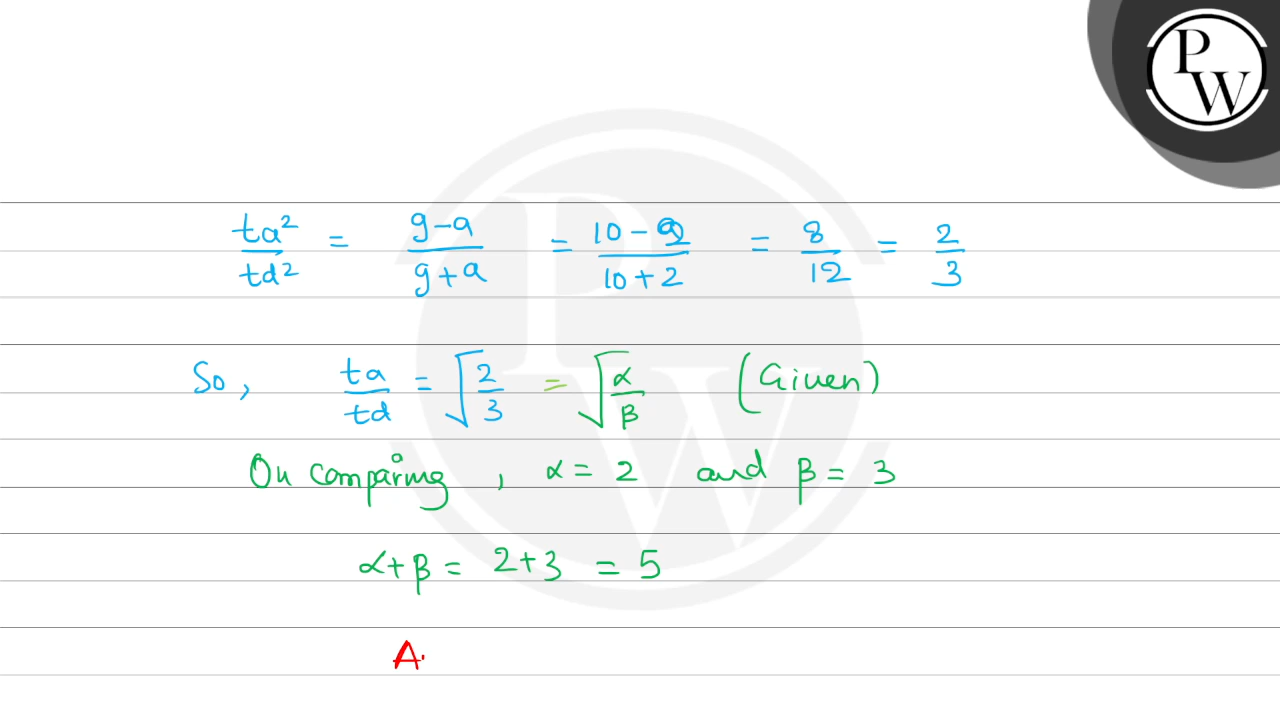 PW
ta²/td² = g-a/g+a = 10-2/10+2 = 8/12 = 2/3
So, ta/td = √2/3 = √α/β (Given)
On comparing, α = 2 and β = 3
α+β = 2+3 = 5
A.